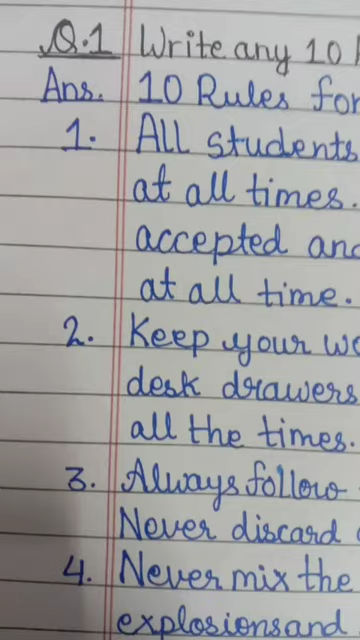 Q.1 Write any 10
Ans. 10 Rules for
1. All students
at all times.
accepted and
at all time.
2. Keep your wo
desk drawers
all the times.
3. Always follow
Never discard
4. Never mix the
explosions and